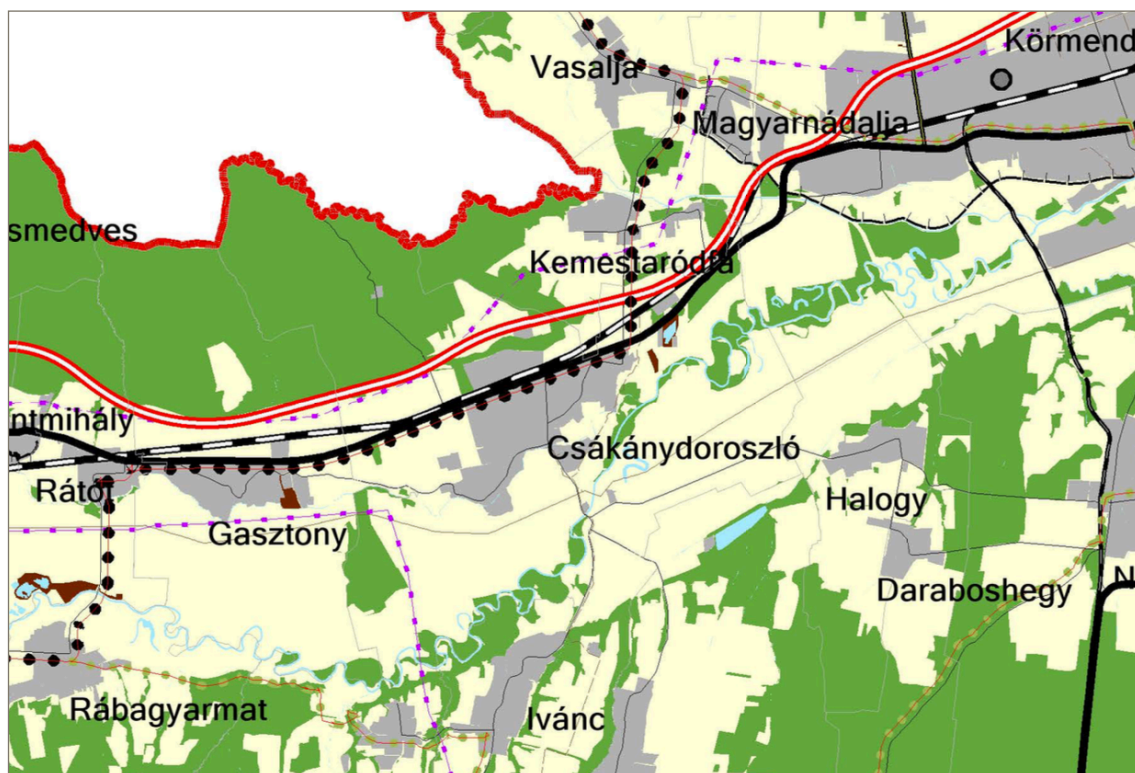 Körmend
Vasalja
Magyarnádalja
smedves
Kemestaródfa
ntmihály
Csákánydoroszló
Rátót
Halogy
Gasztony
Daraboshegy
N
Rábagyarmat
Ivánc